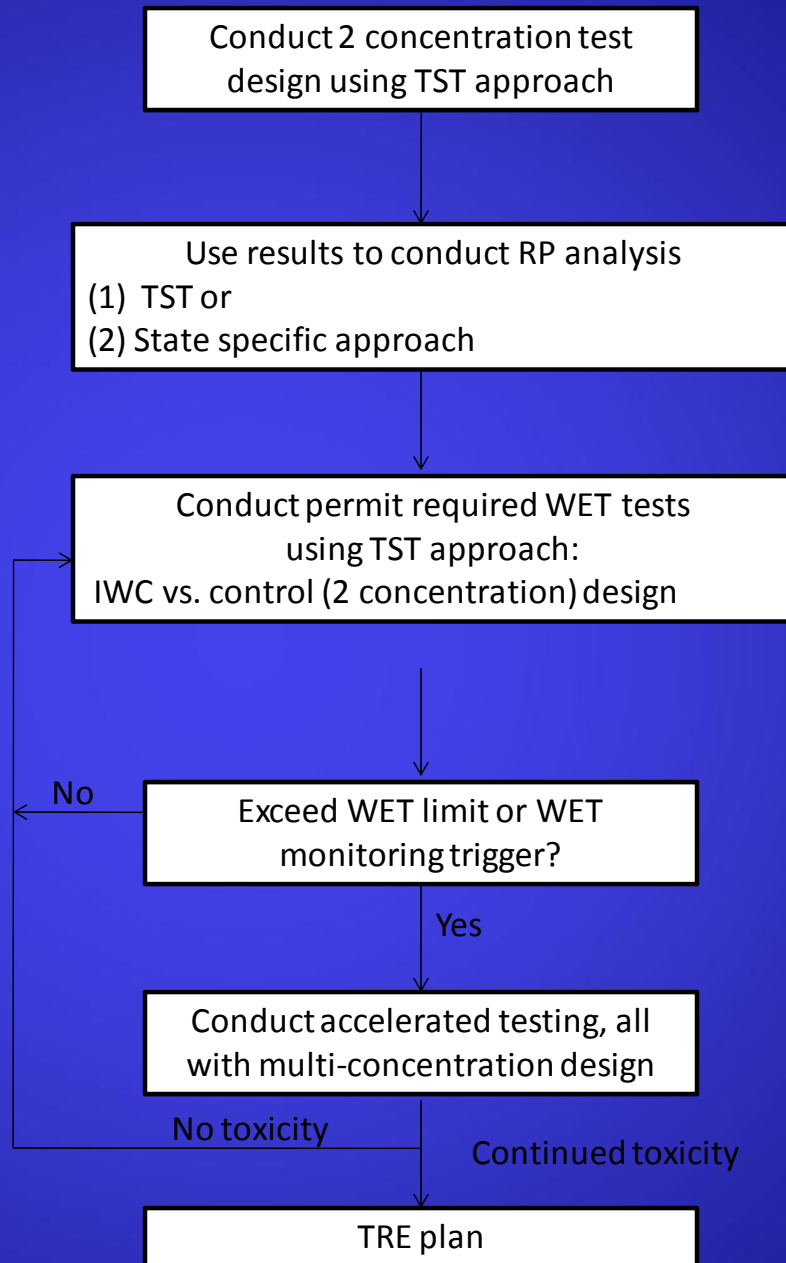 Conduct 2 concentration test
design using TST approach
Use results to conduct RP analysis
(1) TST or
(2) State specific approach
Conduct permit required WET tests
using TST approach:
IWC vs. control (2 concentration) design
No
Exceed WET limit or WET
monitoring trigger?
Yes
Conduct accelerated testing, all
with multi-concentration design
No toxicity
Continued toxicity
TRE plan